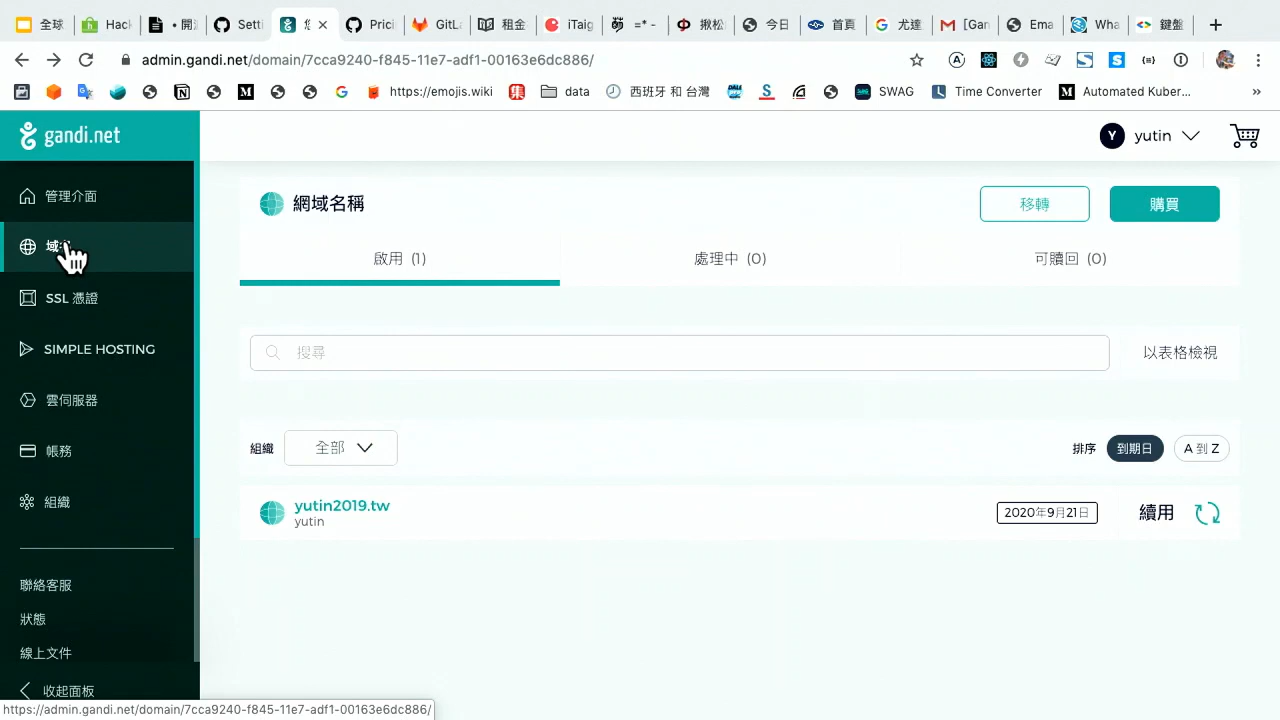 全球
Hack
• 開
Setti
Prici
GitLa
租金
iTaig
=* -
揪松
今日
首頁
尤達
[Gan
Ema
Wha
鍵盤
admin.gandi.net/domain/7cca9240-f845-11e7-adf1-00163e6dc886/
https://emojis.wiki
集
data
西班牙 和 台灣
SWAG
Time Converter
Automated Kuber...
gandi.net
Y
yutin
管理介面
網域名稱
移轉
購買
域
啟用 (1)
處理中 (0)
可贖回 (0)
SSL 憑證
SIMPLE HOSTING
搜尋
以表格檢視
雲伺服器
帳務
組織
全部
排序
到期日
A 到 Z
組織
yutin2019.tw
yutin
2020年9月21日
續用
聯絡客服
狀態
線上文件
收起面板
https://admin.gandi.net/domain/7cca9240-f845-11e7-adf1-00163e6dc886/